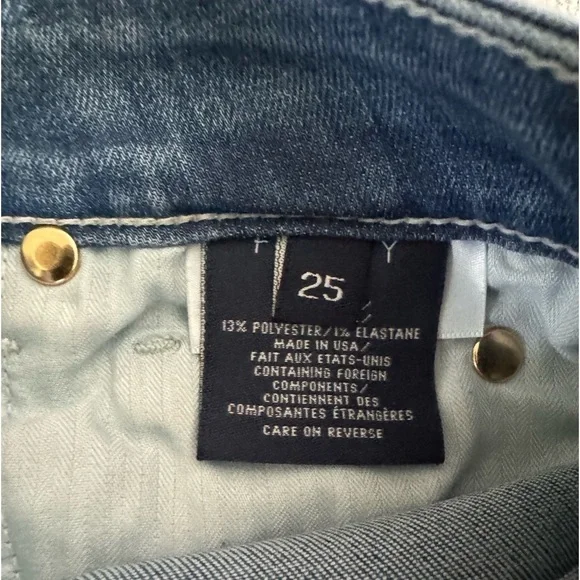 F Y
25
13% POLYESTER/1% ELASTANE
MADE IN USA/
FAIT AUX ETATS-UNIS
CONTAINING FOREIGN
COMPONENTS/
CONTIENNENT DES
COMPOSANTES ÉTRANGÈRES
CARE ON REVERSE